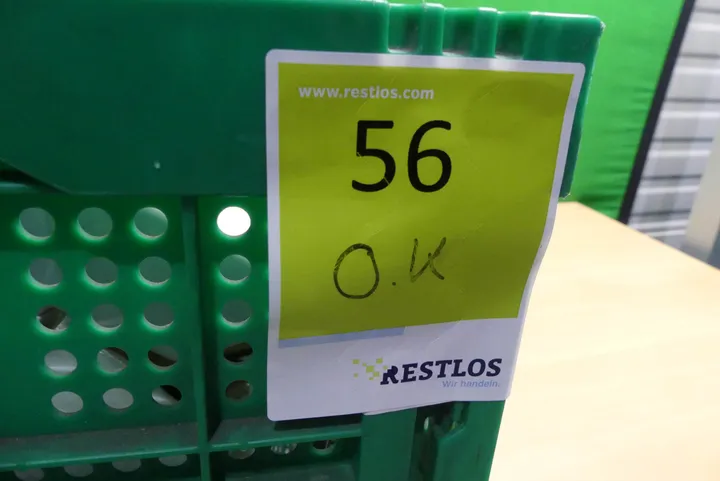 www.restlos.com
56
O.K
RESTLOS
Wir handeln.